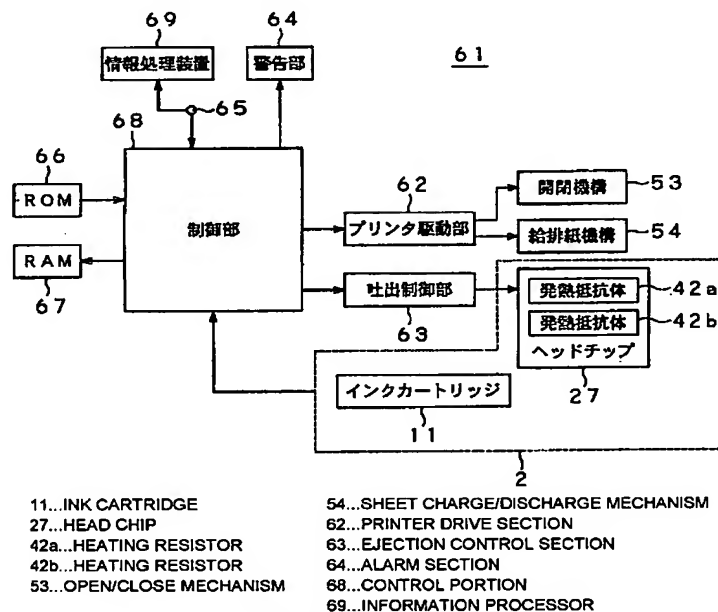 69
64
情報処理装置
警告部
61
65
68
66
ROM
62
開閉機構
53
制御部
プリンタ駆動部
給排紙機構
54
RAM
67
吐出制御部
63
発熱抵抗体
42a
発熱抵抗体
42b
ヘッドチップ
27
インクカートリッジ
11
2
11...INK CARTRIDGE
27...HEAD CHIP
42a...HEATING RESISTOR
42b...HEATING RESISTOR
53...OPEN/CLOSE MECHANISM
54...SHEET CHARGE/DISCHARGE MECHANISM
62...PRINTER DRIVE SECTION
63...EJECTION CONTROL SECTION
64...ALARM SECTION
68...CONTROL PORTION
69...INFORMATION PROCESSOR